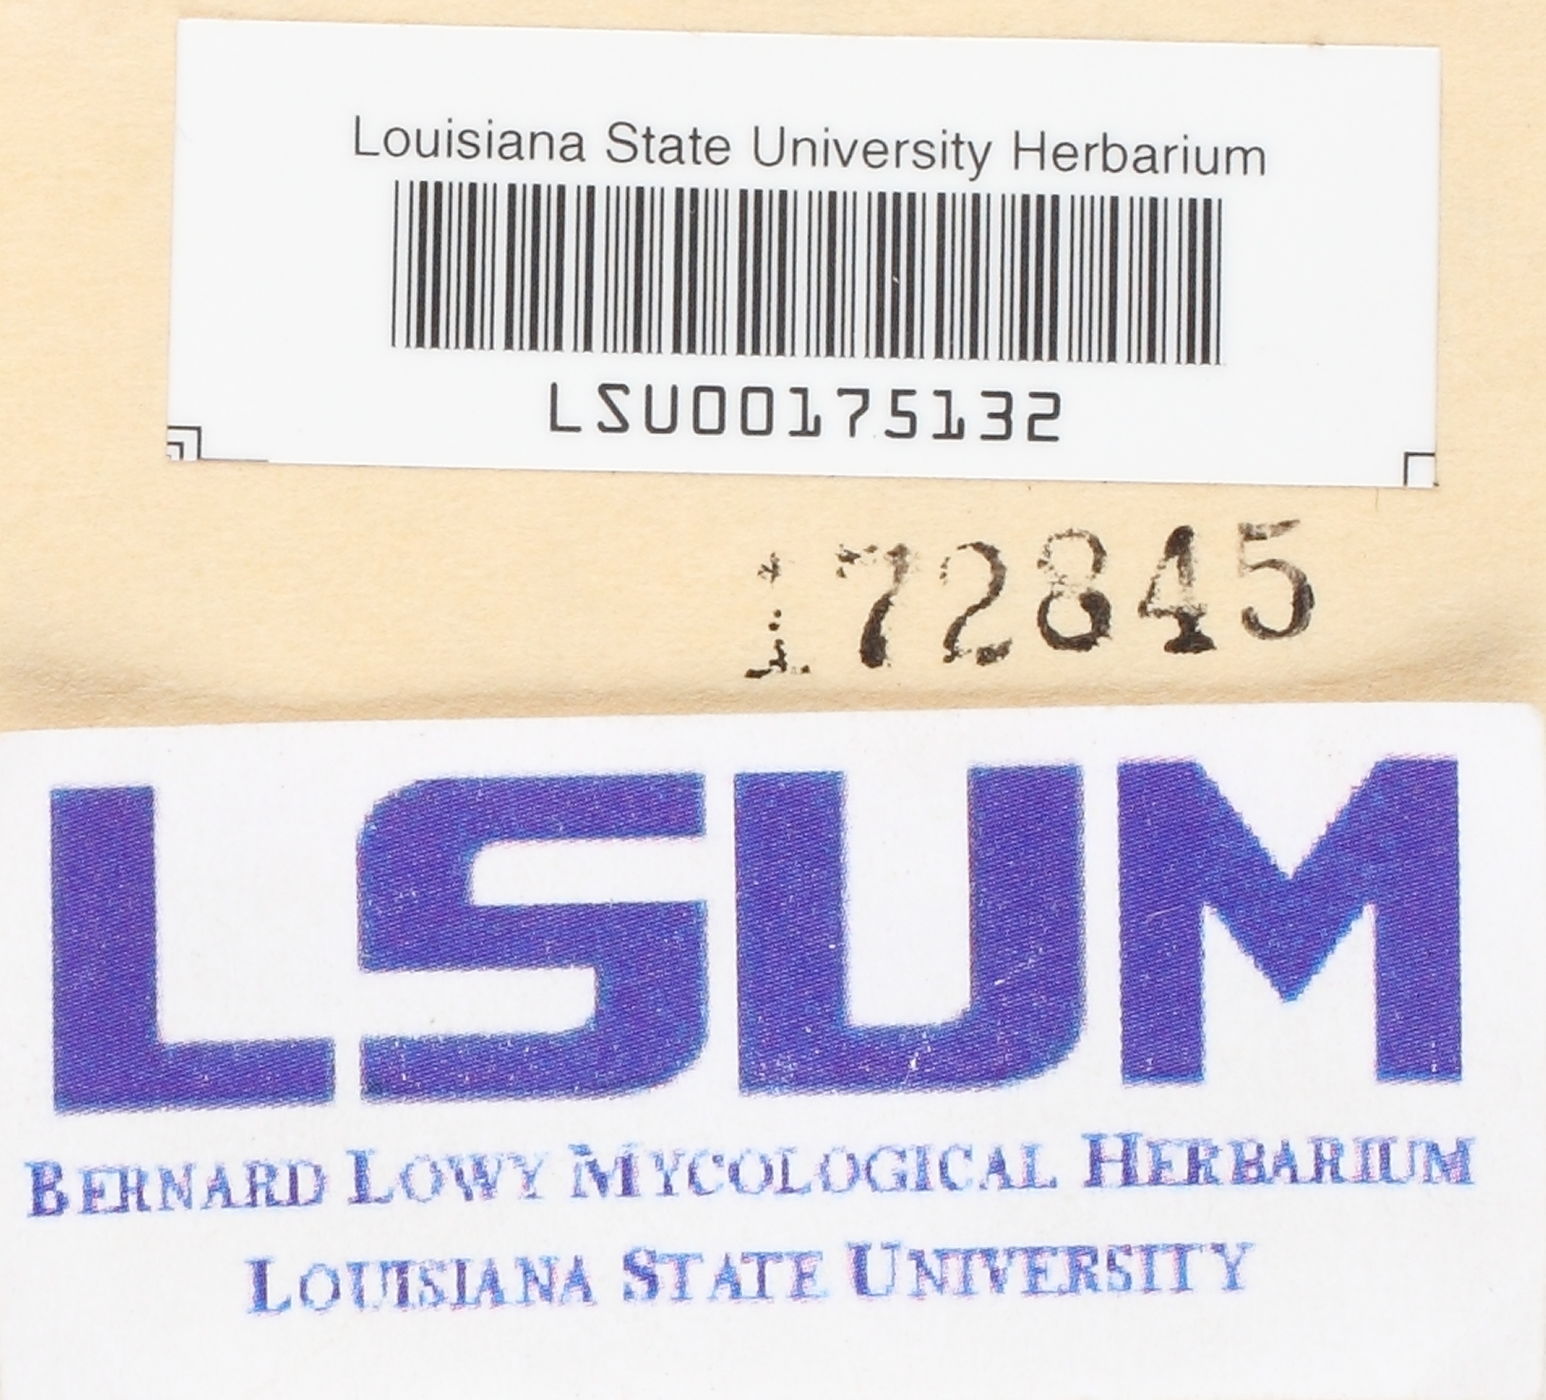 Louisiana State University Herbarium
LSU00175132
172845
LSUM
BERNARD LOWY MYCOLOGICAL HERBARIUM
LOUISIANA STATE UNIVERSITY